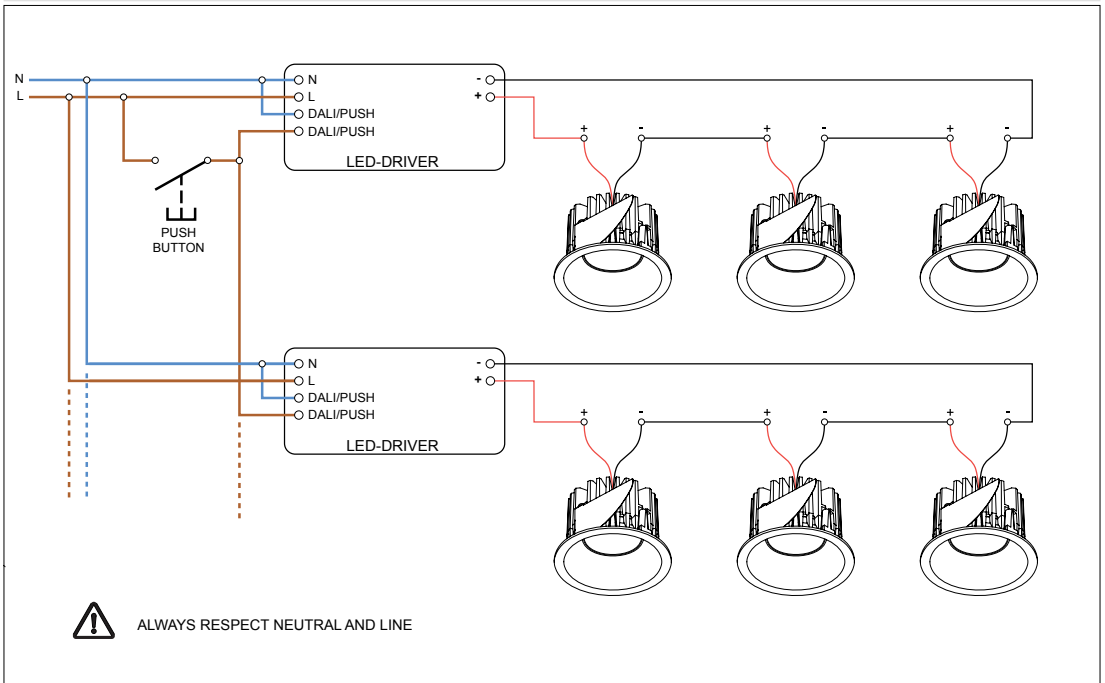 N
L
N
L
DALI/PUSH
DALI/PUSH
LED-DRIVER
-
+
+ - + - + -
PUSH
BUTTON
N
L
DALI/PUSH
DALI/PUSH
LED-DRIVER
-
+
+ - + - + -
ALWAYS RESPECT NEUTRAL AND LINE